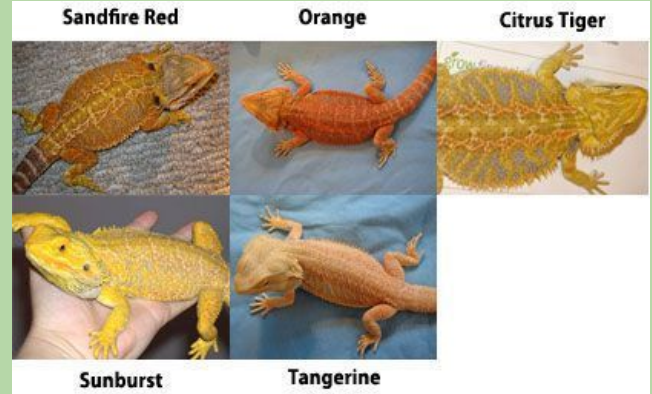 Sandfire Red
Orange
Citrus Tiger
Sunburst
Tangerine